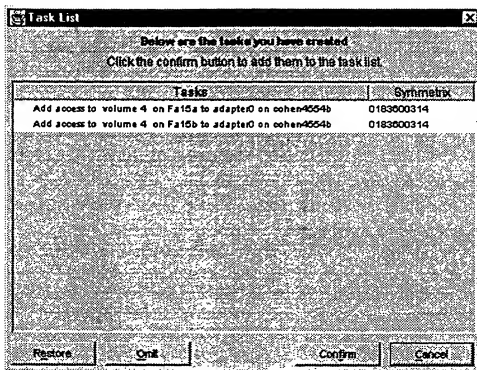 Task List
Below are the tasks you have created
Click the confirm button to add them to the task list.
Tasks Symmetrix
Add access to volume 4 on Fa15a to adapter0 on cohen4554b 0183600314
Add access to volume 4 on Fa15b to adapter0 on cohen4554b 0183600314
Restore Omit Confirm Cancel